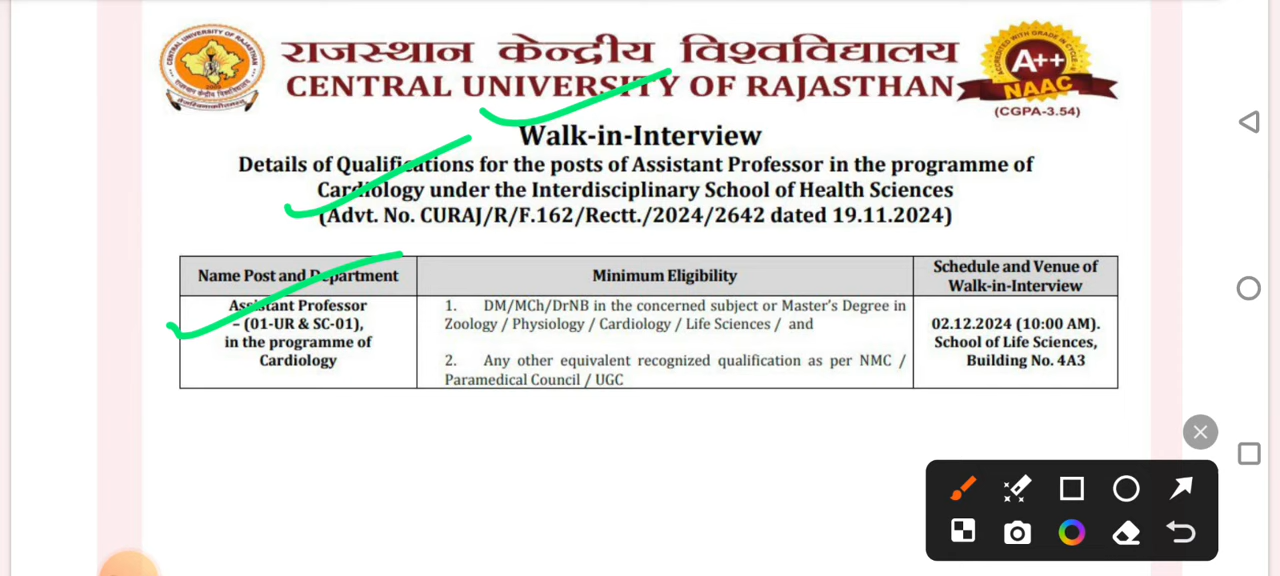 राजस्थान केन्द्रीय विश्वविद्यालय
CENTRAL UNIVERSITY OF RAJASTHAN
A++
NAAC
(CGPA-3.54)
Walk-in-Interview
Details of Qualifications for the posts of Assistant Professor in the programme of
Cardiology under the Interdisciplinary School of Health Sciences
(Advt. No. CURAJ/R/F.162/Rectt./2024/2642 dated 19.11.2024)
Name Post and Department
Minimum Eligibility
Schedule and Venue of
Walk-in-Interview
Assistant Professor
– (01-UR & SC-01),
in the programme of
Cardiology
1. DM/MCh/DrNB in the concerned subject or Master's Degree in
Zoology / Physiology / Cardiology / Life Sciences / and
2. Any other equivalent recognized qualification as per NMC /
Paramedical Council / UGC
02.12.2024 (10:00 AM).
School of Life Sciences,
Building No. 4A3